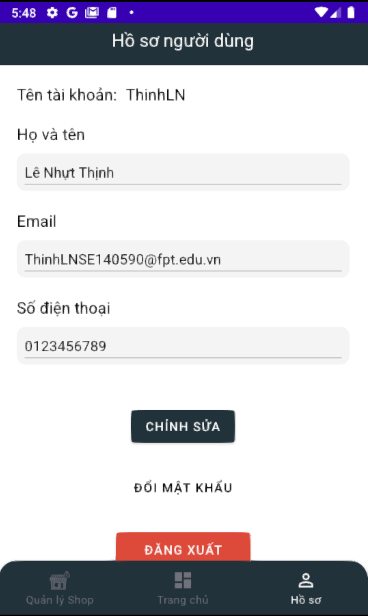 5:48
Hồ sơ người dùng
Tên tài khoản: ThinhLN
Họ và tên
Lê Nhựt Thịnh
Email
ThinhLNSE140590@fpt.edu.vn
Số điện thoại
0123456789
CHỈNH SỬA
ĐỔI MẬT KHẨU
ĐĂNG XUẤT
Quản lý Shop
Trang chủ
Hồ sơ